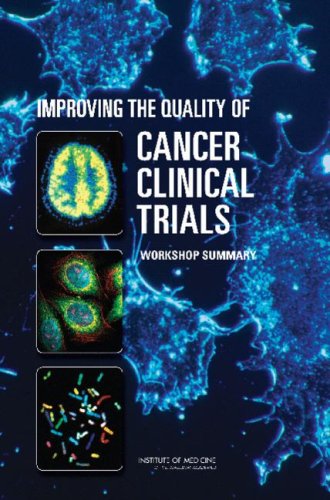 IMPROVING THE QUALITY OF
CANCER
CLINICAL
TRIALS
WORKSHOP SUMMARY
INSTITUTE OF MEDICINE